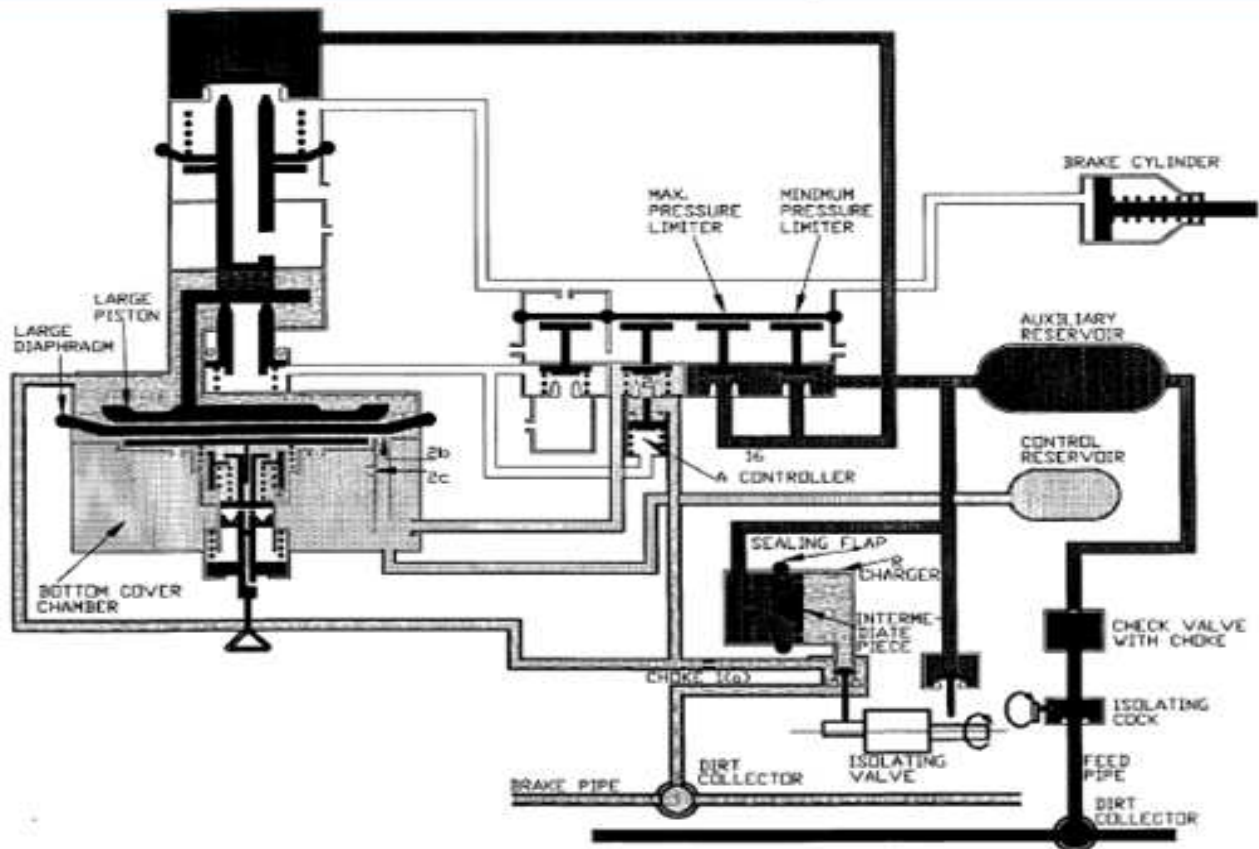 BRAKE CYLINDER
MAX.
PRESSURE
LIMITER
MINIMUM
PRESSURE
LIMITER
LARGE
PISTON
LARGE
DIAPHRAGM
AUXILIARY
RESERVOIR
2b
2c
16
A CONTROLLER
CONTROL
RESERVOIR
SEALING FLAP
R
CHARGER
BOTTOM COVER
CHAMBER
INTERME-
DIATE
PIECE
CHECK VALVE
WITH CHOKE
CHOKE 1(a)
ISOLATING
COCK
ISOLATING
VALVE
DIRT
COLLECTOR
BRAKE PIPE
FEED
PIPE
DIRT
COLLECTOR